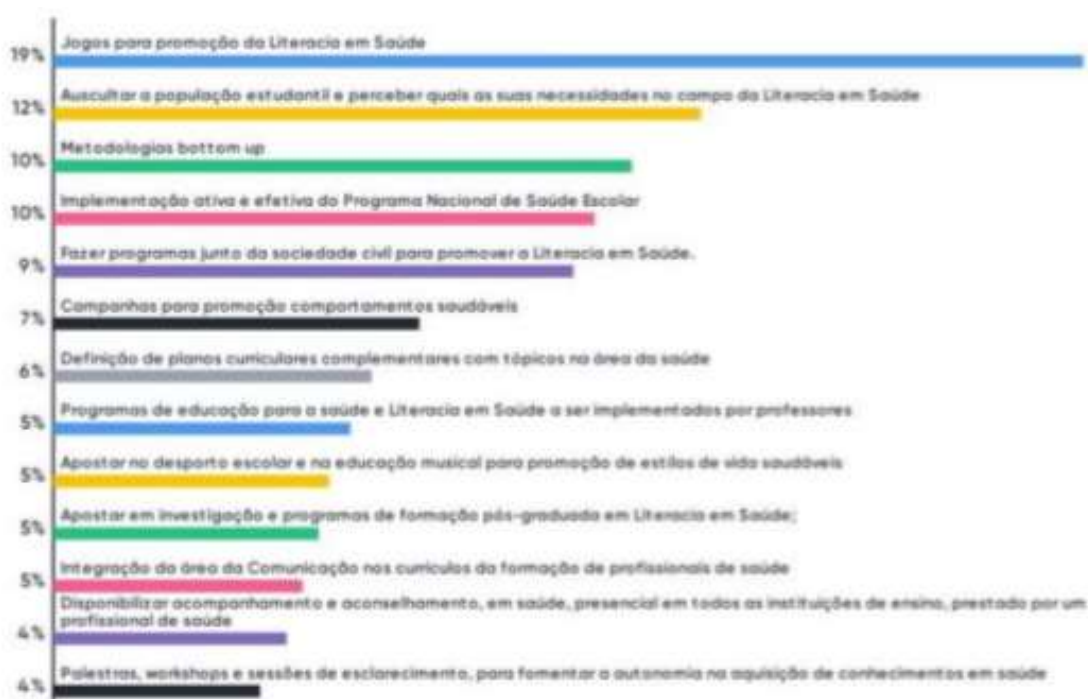 Jogos para promoção da Literacia em Saúde
19%
Auscultar a população estudantil e perceber quais as suas necessidades no campo da Literacia em Saúde
12%
Metodologias bottom up
10%
Implementação ativa e efetiva do Programa Nacional de Saúde Escolar
10%
Fazer programas junto da sociedade civil para promover a Literacia em Saúde.
9%
Campanhas para promoção comportamentos saudáveis
7%
Definição de planos curriculares complementares com tópicos na área da saúde
6%
Programas de educação para a saúde e Literacia em Saúde a ser implementados por professores
5%
Apostar no desporto escolar e na educação musical para promoção de estilos de vida saudáveis
5%
Apostar em investigação e programas de formação pós-graduada em Literacia em Saúde;
5%
Integração da área da Comunicação nos currículos da formação de profissionais de saúde
5%
Disponibilizar acompanhamento e aconselhamento, em saúde, presencial em todas as instituições de ensino, prestado por um
profissional de saúde
4%
Palestras, workshops e sessões de esclarecimento, para fomentar a autonomia na aquisição de conhecimentos em saúde
4%